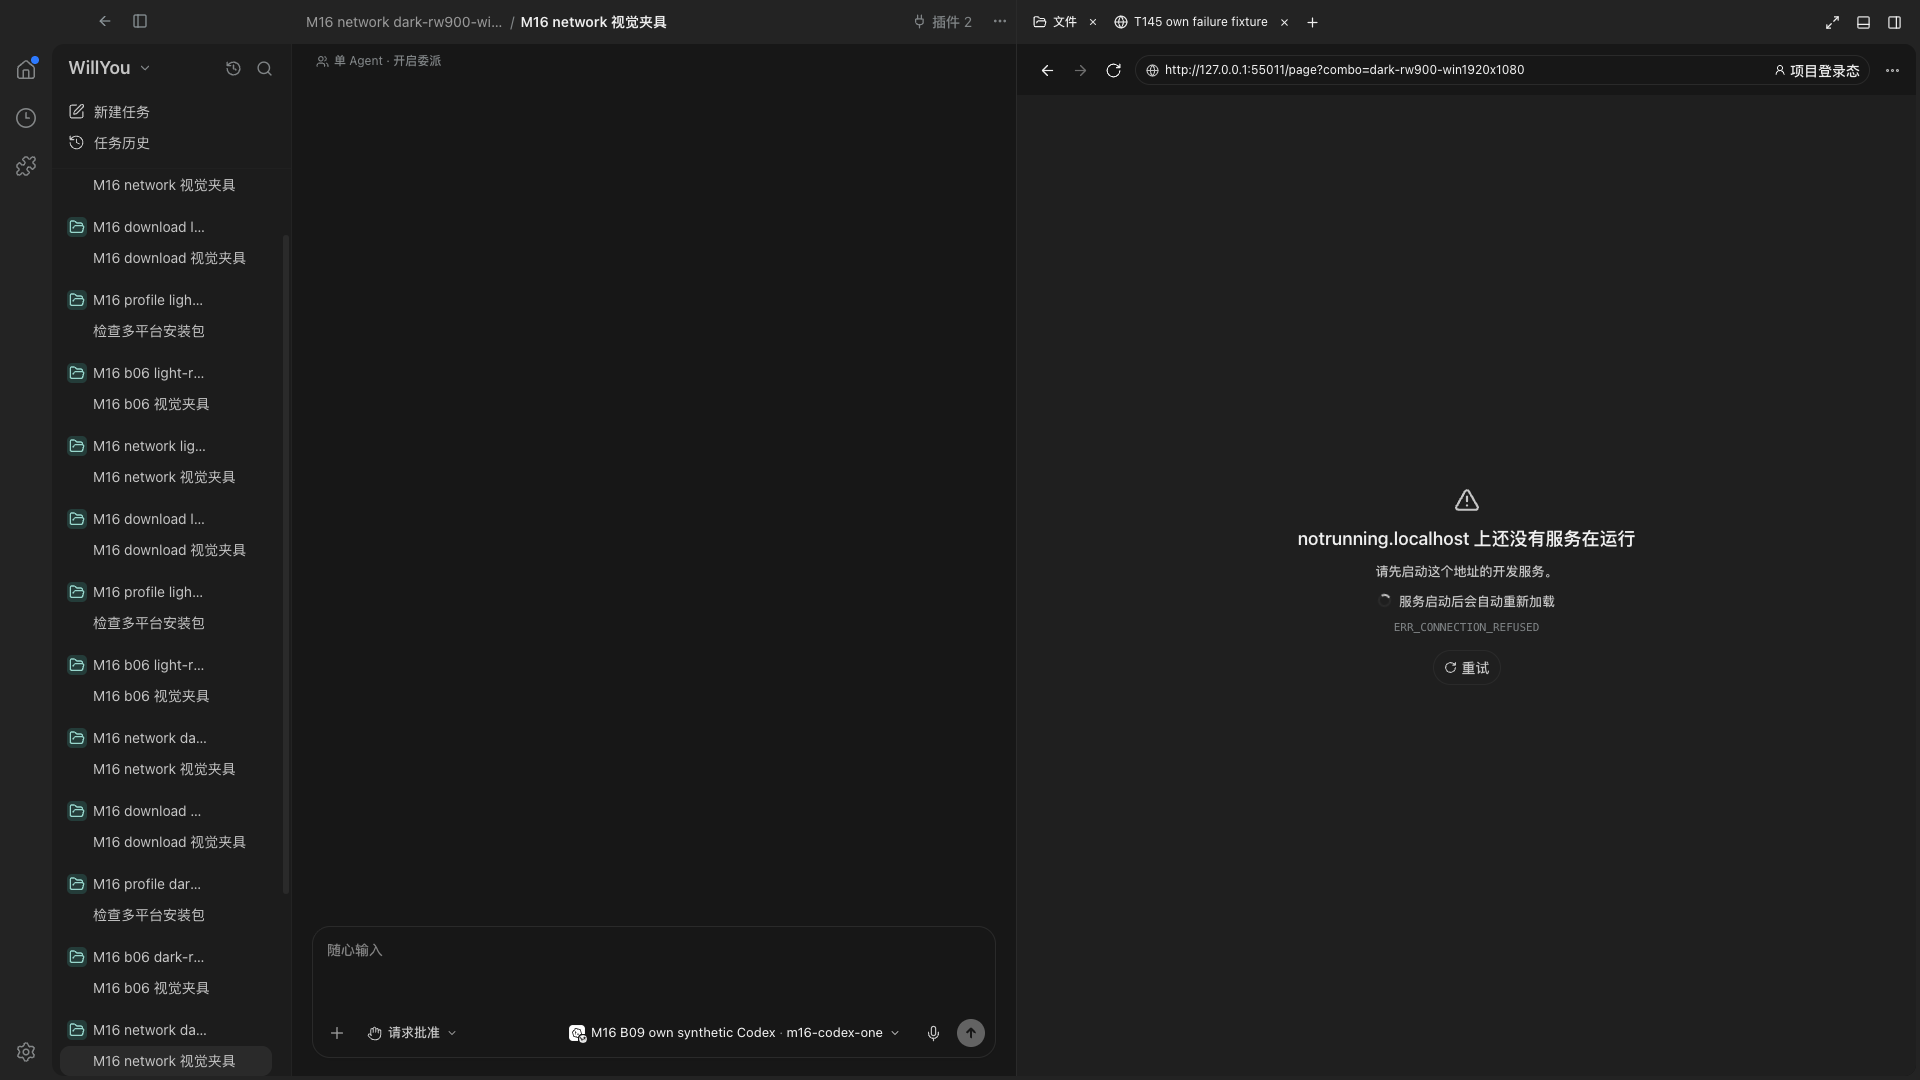 M16 network dark-rw900-wi... / M16 network 视觉夹具
插件 2
文件
T145 own failure fixture
WillYou
新建任务
任务历史
M16 network 视觉夹具
M16 download l...
M16 download 视觉夹具
M16 profile ligh...
检查多平台安装包
M16 b06 light-r...
M16 b06 视觉夹具
M16 network lig...
M16 network 视觉夹具
M16 download l...
M16 download 视觉夹具
M16 profile ligh...
检查多平台安装包
M16 b06 light-r...
M16 b06 视觉夹具
M16 network da...
M16 network 视觉夹具
M16 download ...
M16 download 视觉夹具
M16 profile dar...
检查多平台安装包
M16 b06 dark-r...
M16 b06 视觉夹具
M16 network da...
M16 network 视觉夹具
单 Agent · 开启委派
随心输入
请求批准
M16 B09 own synthetic Codex · m16-codex-one
http://127.0.0.1:55011/page?combo=dark-rw900-win1920x1080
项目登录态
notrunning.localhost 上还没有服务在运行
请先启动这个地址的开发服务。
服务启动后会自动重新加载
ERR_CONNECTION_REFUSED
重试